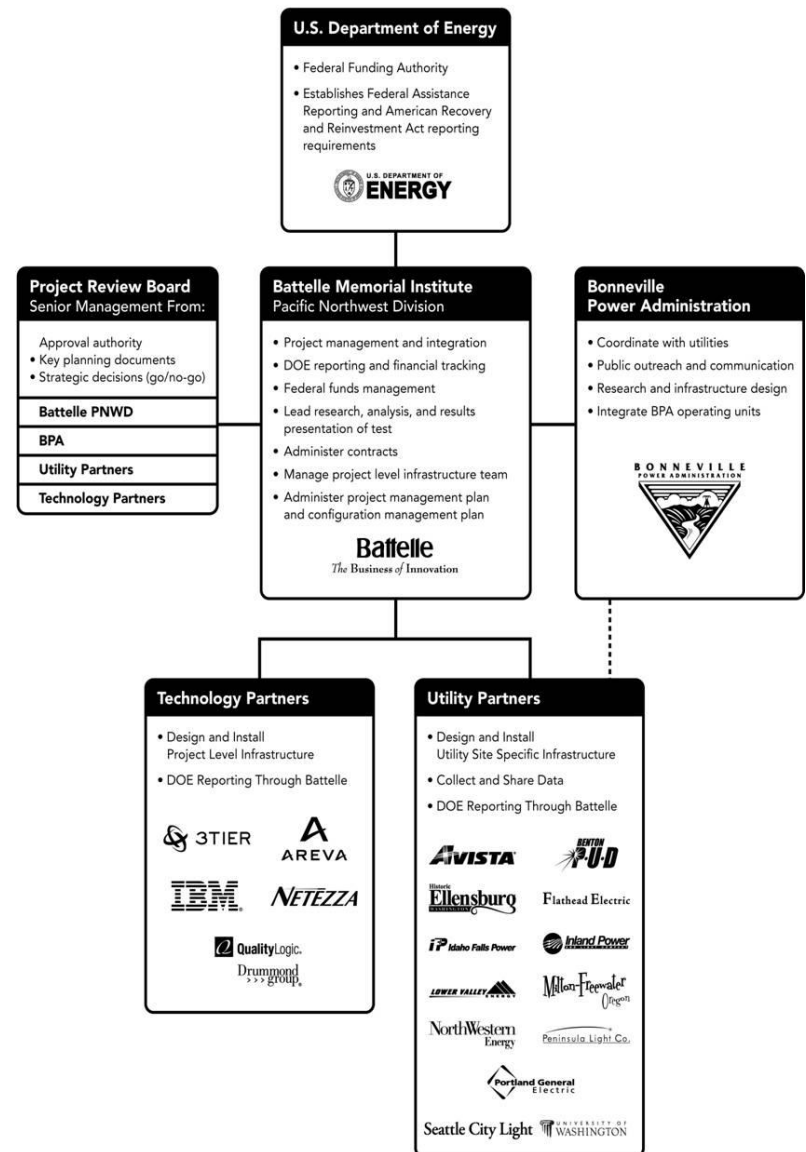 U.S. Department of Energy
• Federal Funding Authority
• Establishes Federal Assistance
Reporting and American Recovery
and Reinvestment Act reporting
requirements
U.S. DEPARTMENT OF
ENERGY
Project Review Board
Senior Management From:
Approval authority
• Key planning documents
• Strategic decisions (go/no-go)
Battelle PNWD
BPA
Utility Partners
Technology Partners
Battelle Memorial Institute
Pacific Northwest Division
• Project management and integration
• DOE reporting and financial tracking
• Federal funds management
• Lead research, analysis, and results
presentation of test
• Administer contracts
• Manage project level infrastructure team
• Administer project management plan
and configuration management plan
Battelle
The Business of Innovation
Bonneville
Power Administration
• Coordinate with utilities
• Public outreach and communication
• Research and infrastructure design
• Integrate BPA operating units
BONNEVILLE
POWER ADMINISTRATION
Technology Partners
• Design and Install
Project Level Infrastructure
• DOE Reporting Through Battelle
3TIER
AREVA
IBM®
NETEZZA
QualityLogic®
Drummond
>>> group®
Utility Partners
• Design and Install
Utility Site Specific Infrastructure
• Collect and Share Data
• DOE Reporting Through Battelle
AVISTA®
BENTON
P·U·D
Historic
Ellensburg
WASHINGTON
Flathead Electric
Idaho Falls Power
Inland Power
AND LIGHT COMPANY
LOWER VALLEY
ENERGY
Milton-Freewater
Oregon
NorthWestern
Energy
Peninsula Light Co.
Portland General
Electric
Seattle City Light
UNIVERSITY OF
WASHINGTON